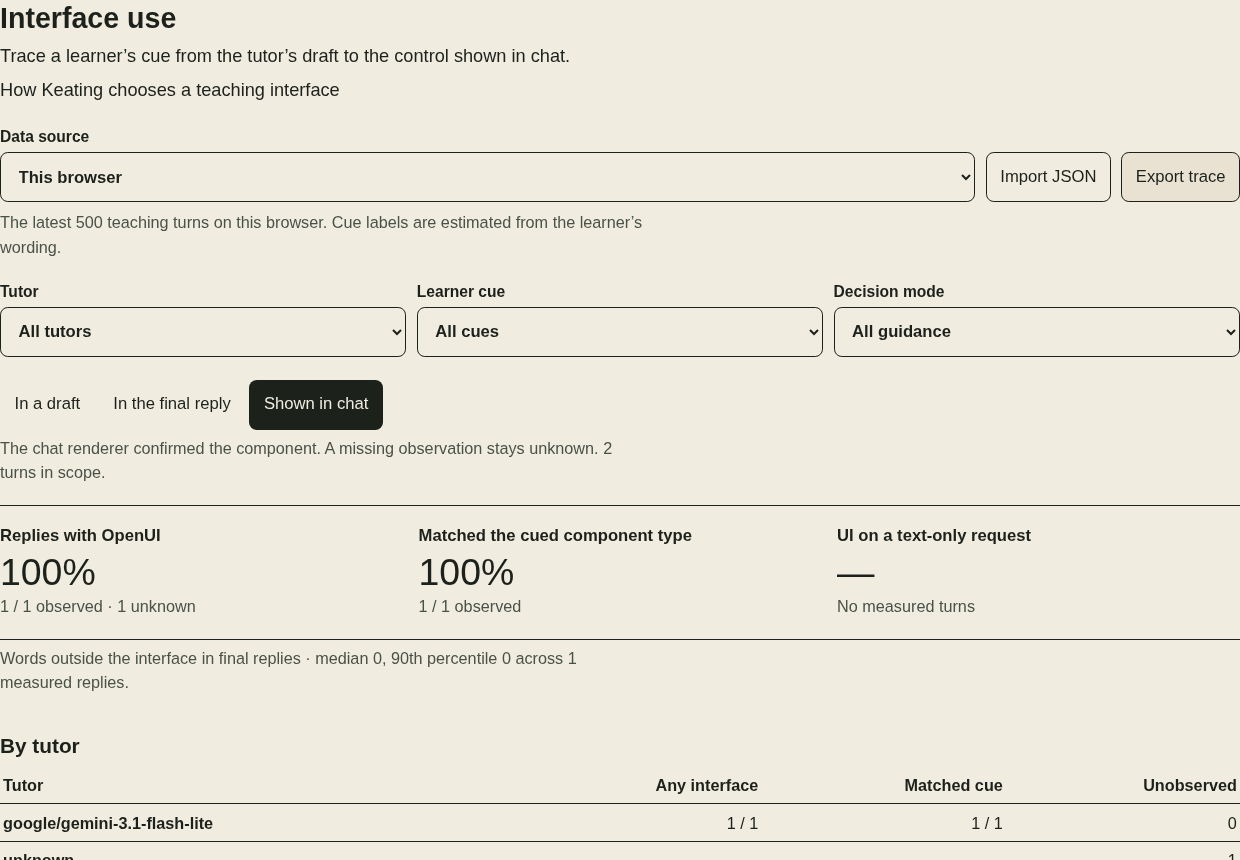 Interface use
Trace a learner’s cue from the tutor’s draft to the control shown in chat.
How Keating chooses a teaching interface
Data source
This browser
Import JSON
Export trace
The latest 500 teaching turns on this browser. Cue labels are estimated from the learner’s
wording.
Tutor
Learner cue
Decision mode
All tutors
All cues
All guidance
In a draft
In the final reply
Shown in chat
The chat renderer confirmed the component. A missing observation stays unknown. 2
turns in scope.
Replies with OpenUI
Matched the cued component type
UI on a text-only request
100%
100%
—
1 / 1 observed · 1 unknown
1 / 1 observed
No measured turns
Words outside the interface in final replies · median 0, 90th percentile 0 across 1
measured replies.
By tutor
Tutor Any interface Matched cue Unobserved
google/gemini-3.1-flash-lite 1 / 1 1 / 1 0
unknown 1